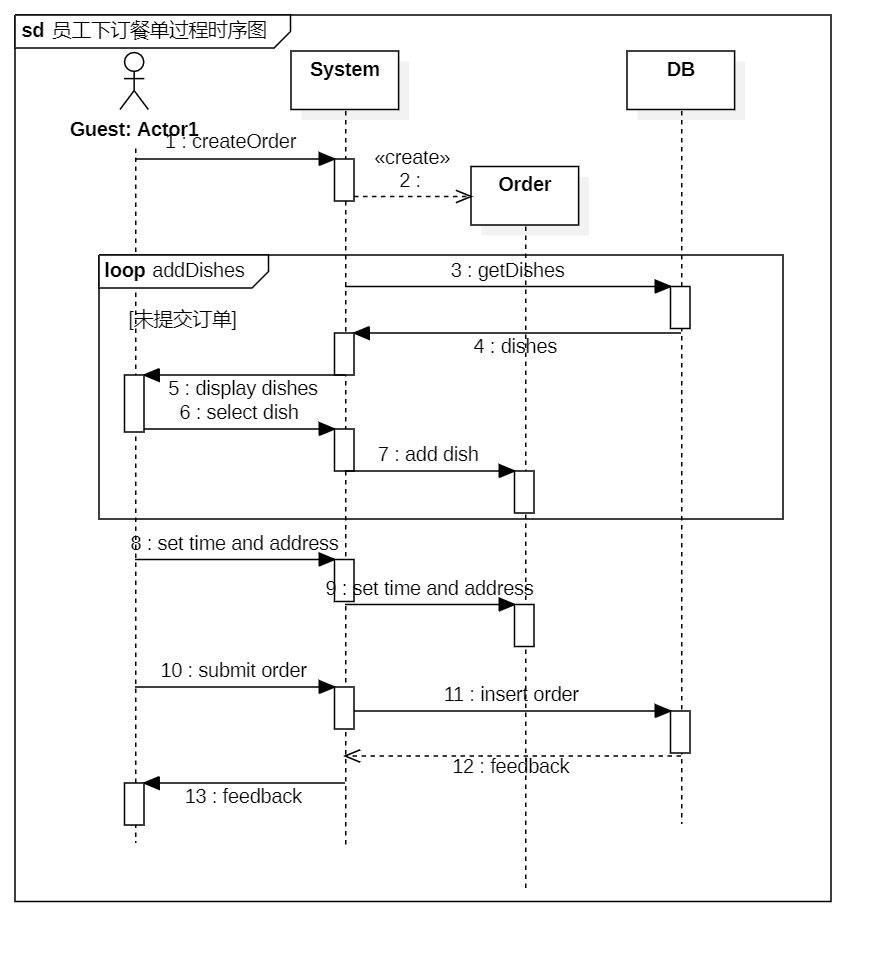 sd 员工下订餐单过程时序图
System
DB
Guest: Actor1
1 : createOrder
«create»
2 :
Order
loop addDishes
3 : getDishes
[未提交订单]
4 : dishes
5 : display dishes
6 : select dish
7 : add dish
8 : set time and address
9 : set time and address
10 : submit order
11 : insert order
12 : feedback
13 : feedback